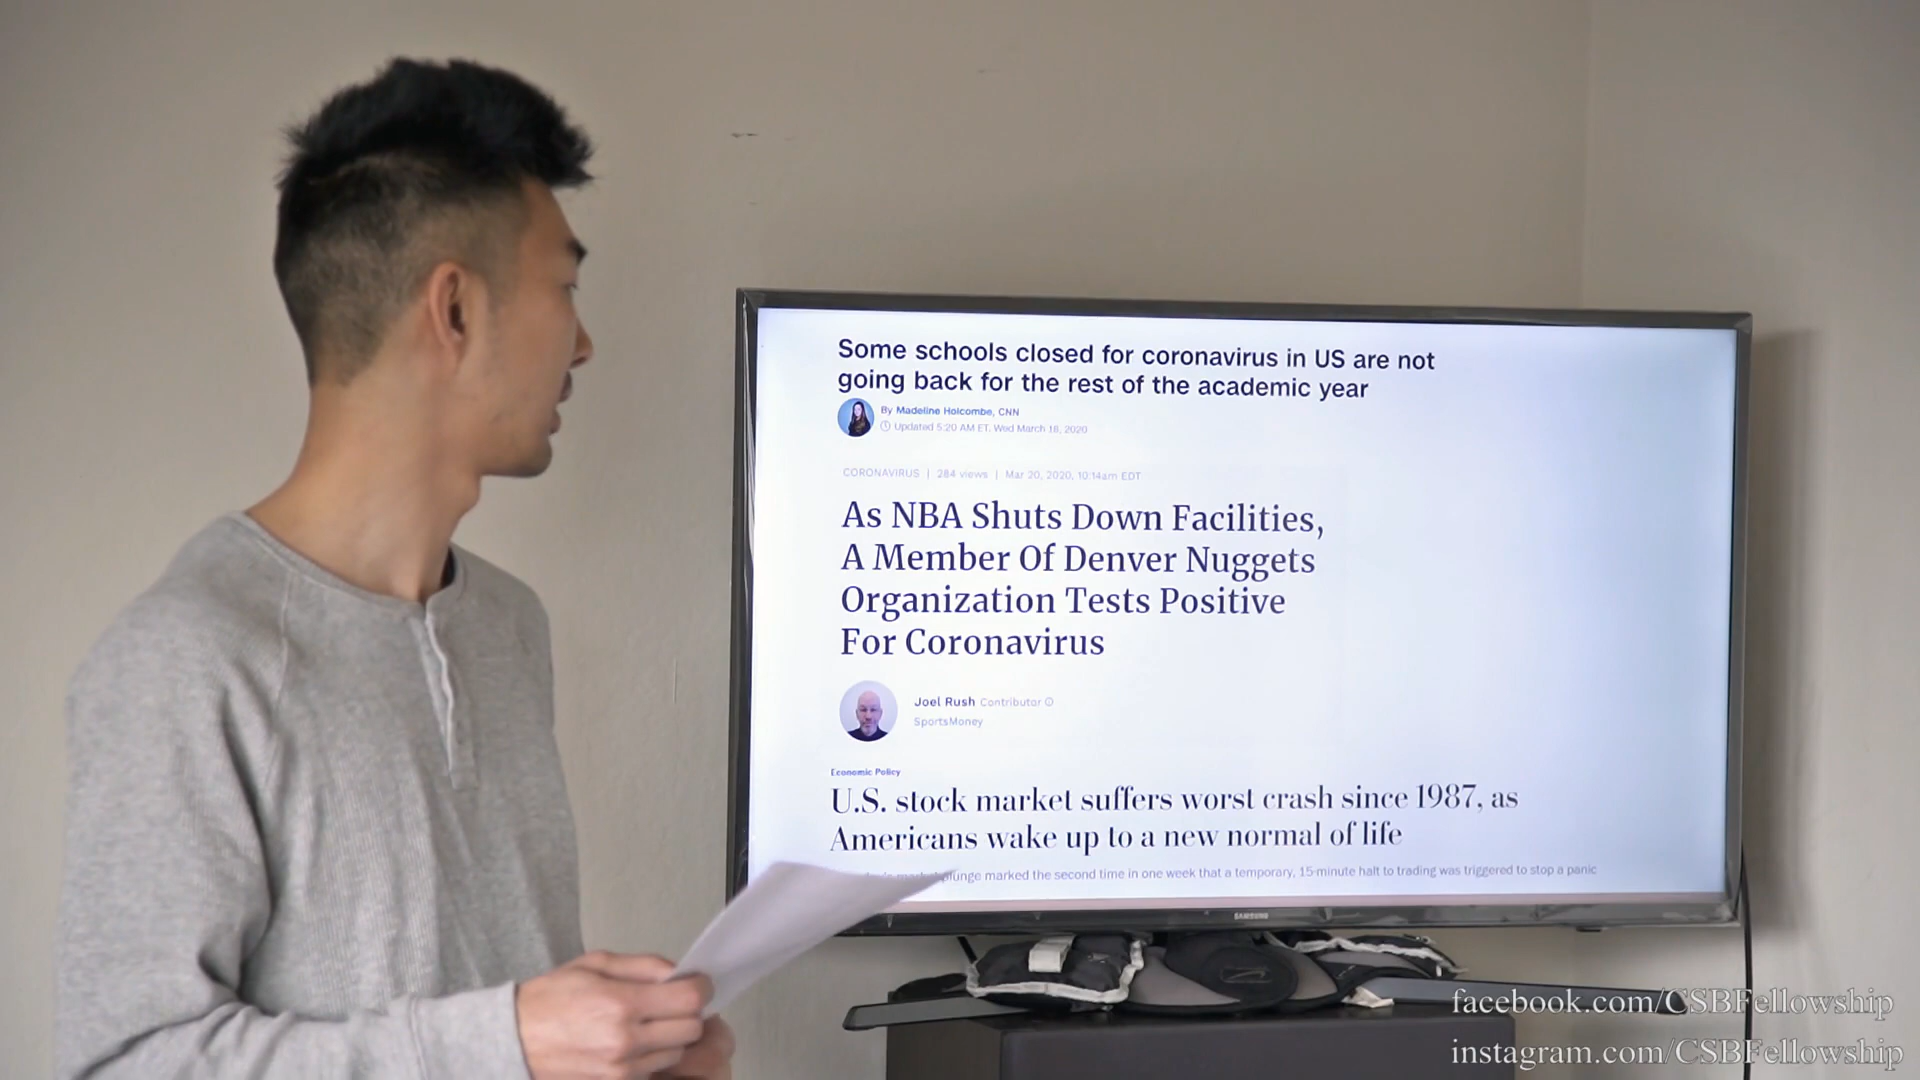 Some schools closed for coronavirus in US are not
going back for the rest of the academic year
By Madeline Holcombe, CNN
Updated 5:20 AM ET, Wed March 18, 2020
CORONAVIRUS | 284 views | Mar 20, 2020, 10:14am EDT
As NBA Shuts Down Facilities,
A Member Of Denver Nuggets
Organization Tests Positive
For Coronavirus
Joel Rush Contributor
SportsMoney
Economic Policy
U.S. stock market suffers worst crash since 1987, as
Americans wake up to a new normal of life
plunge marked the second time in one week that a temporary, 15-minute halt to trading was triggered to stop a panic
SAMSUNG
facebook.com/CSBFellowship
instagram.com/CSBFellowship